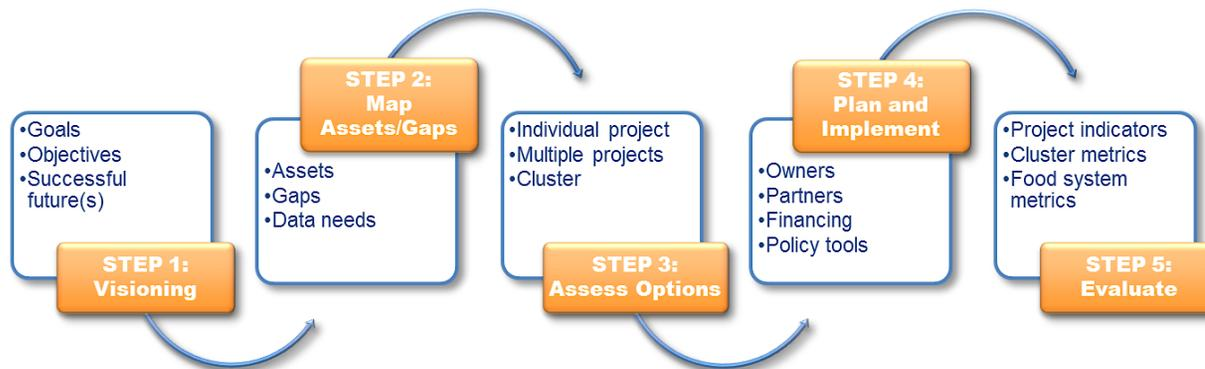 •Goals
•Objectives
•Successful
future(s)
STEP 1:
Visioning
STEP 2:
Map
Assets/Gaps
•Assets
•Gaps
•Data needs
•Individual project
•Multiple projects
•Cluster
STEP 3:
Assess Options
STEP 4:
Plan and
Implement
•Owners
•Partners
•Financing
•Policy tools
•Project indicators
•Cluster metrics
•Food system
metrics
STEP 5:
Evaluate